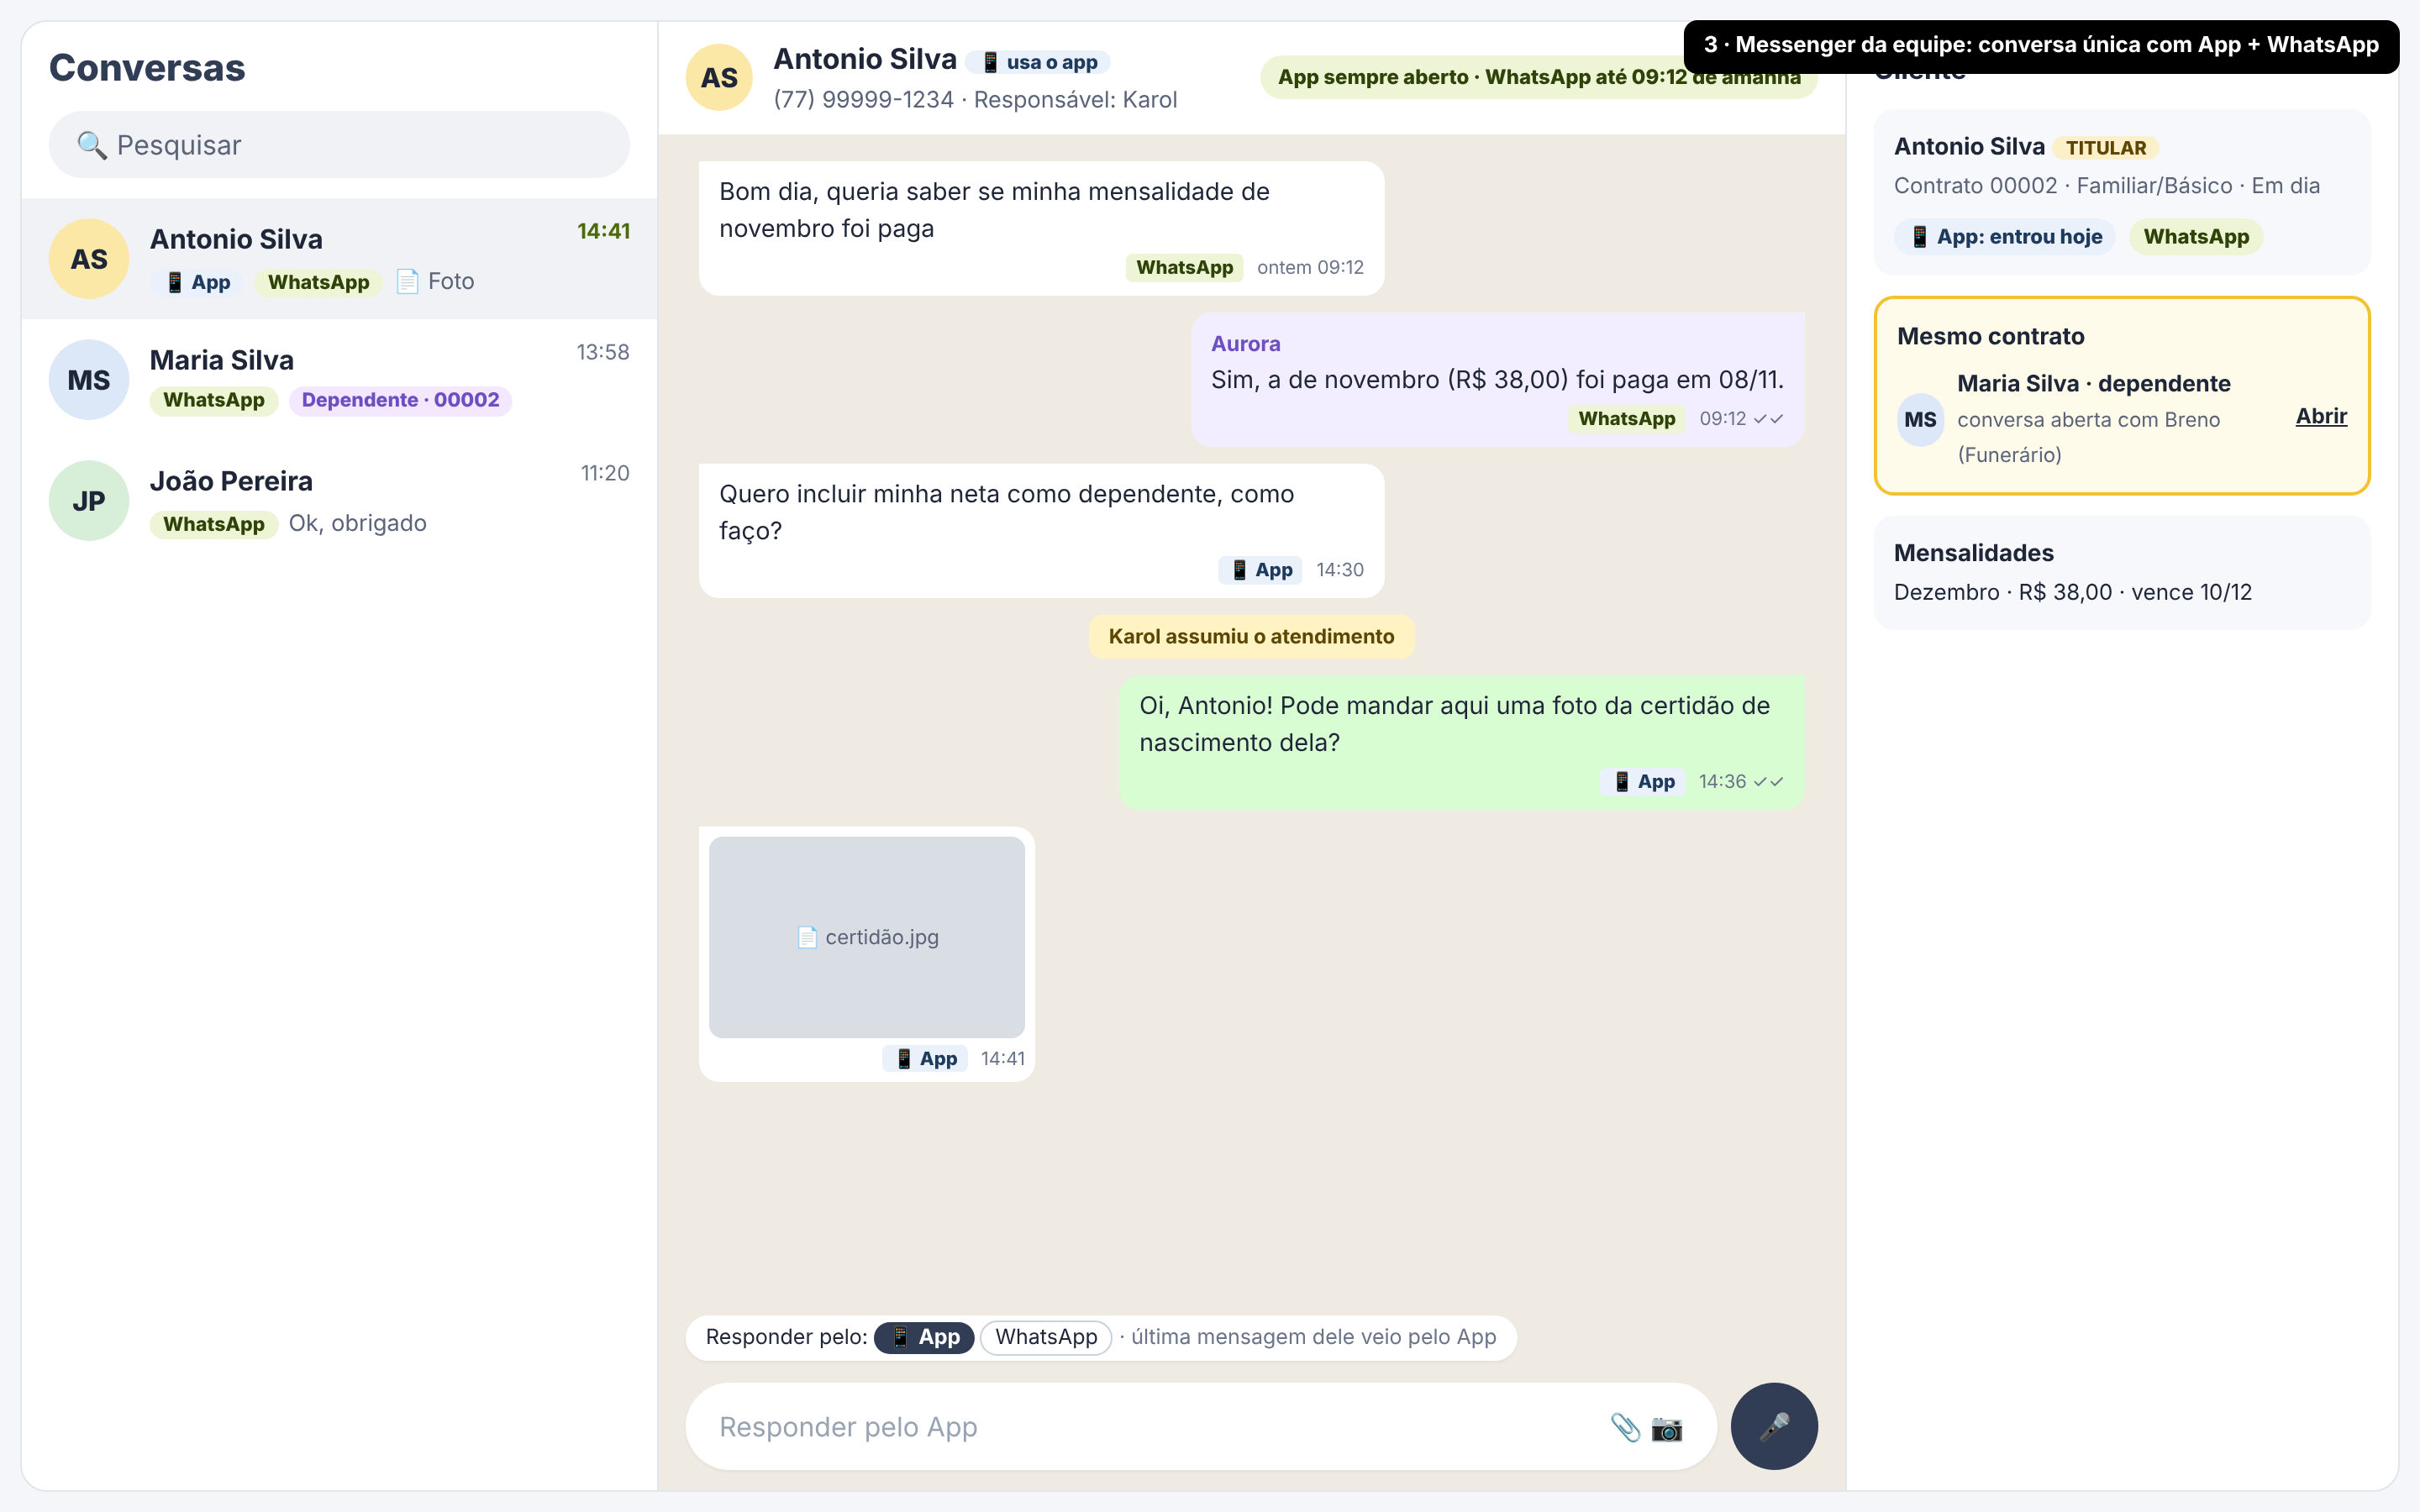 Conversas
🔍 Pesquisar
AS
Antonio Silva
14:41
📱 App WhatsApp 📄 Foto
MS
Maria Silva
13:58
WhatsApp Dependente · 00002
JP
João Pereira
11:20
WhatsApp Ok, obrigado
AS
Antonio Silva 📱 usa o app
(77) 99999-1234 · Responsável: Karol
App sempre aberto · WhatsApp até 09:12 de amanhã
3 · Messenger da equipe: conversa única com App + WhatsApp
Bom dia, queria saber se minha mensalidade de
novembro foi paga
WhatsApp ontem 09:12
Aurora
Sim, a de novembro (R$ 38,00) foi paga em 08/11.
WhatsApp 09:12 ✓✓
Quero incluir minha neta como dependente, como
faço?
📱 App 14:30
Karol assumiu o atendimento
Oi, Antonio! Pode mandar aqui uma foto da certidão de
nascimento dela?
📱 App 14:36 ✓✓
📄 certidão.jpg
📱 App 14:41
Responder pelo: 📱 App WhatsApp · última mensagem dele veio pelo App
Responder pelo App
Cliente
Antonio Silva TITULAR
Contrato 00002 · Familiar/Básico · Em dia
📱 App: entrou hoje WhatsApp
Mesmo contrato
MS
Maria Silva · dependente
conversa aberta com Breno
(Funerário)
Abrir
Mensalidades
Dezembro · R$ 38,00 · vence 10/12